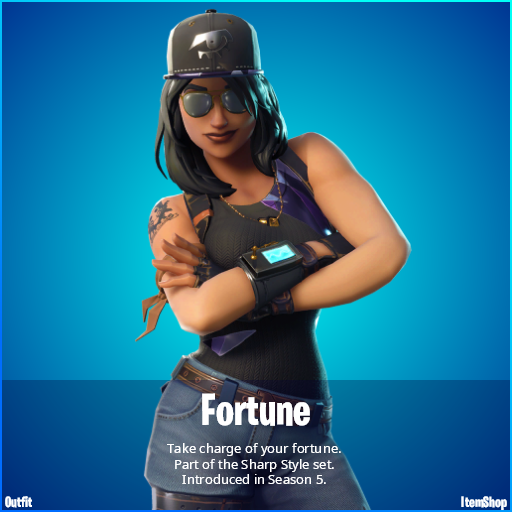 Fortune
Take charge of your fortune.
Part of the Sharp Style set.
Introduced in Season 5.
Outfit
ItemShop